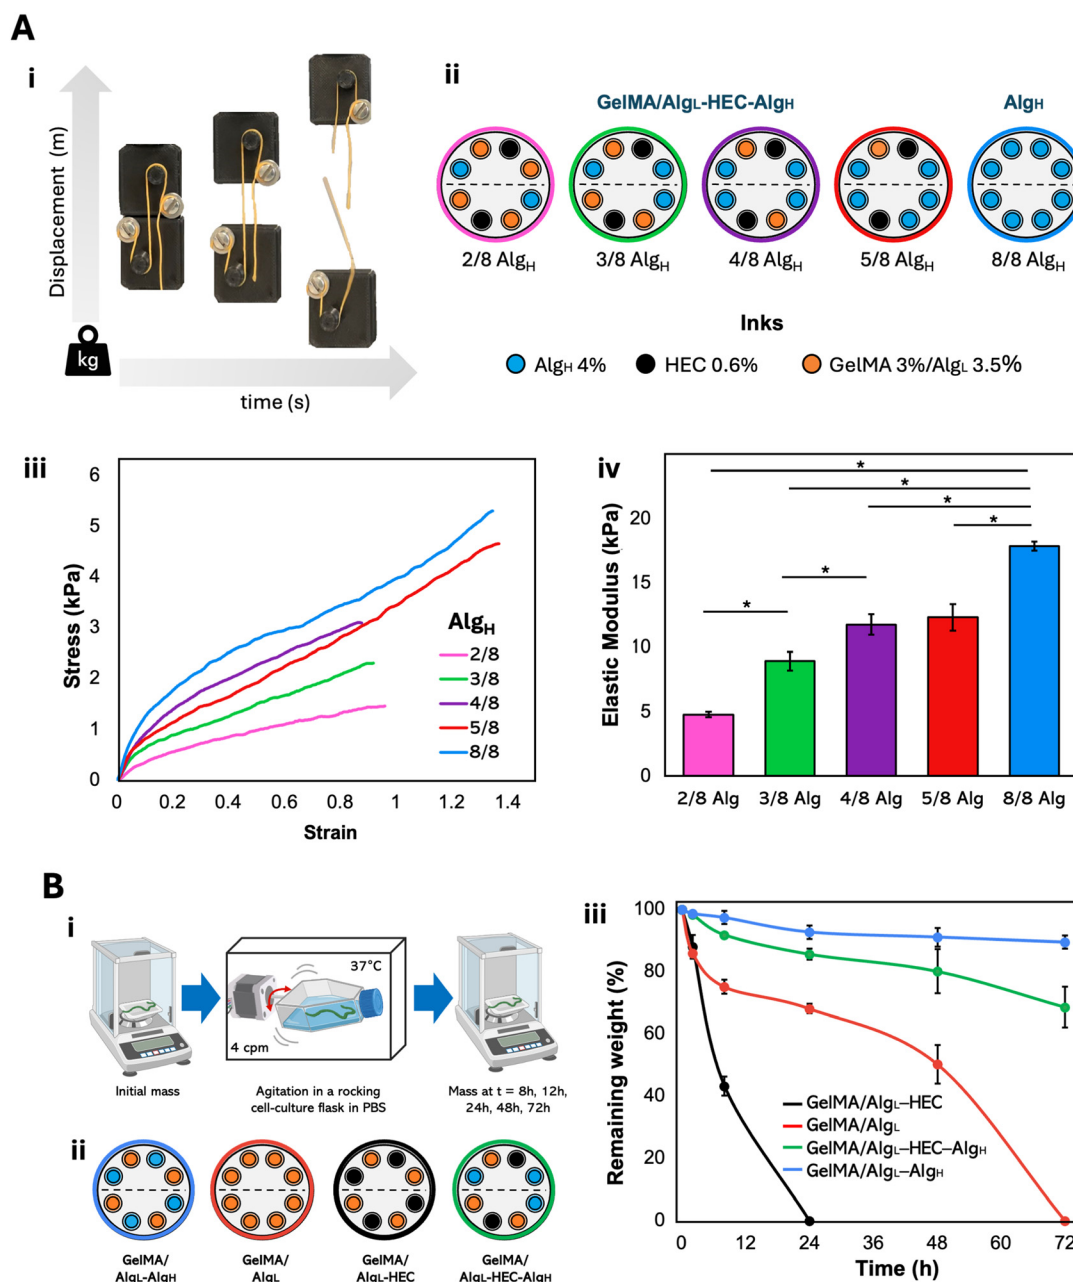 A
i
Displacement (m)
kg
time (s)
ii
GelMA/AlgL-HEC-AlgH
AlgH
2/8 AlgH
3/8 AlgH
4/8 AlgH
5/8 AlgH
8/8 AlgH
Inks
AlgH 4%
HEC 0.6%
GelMA 3%/AlgL 3.5%
iii
Stress (kPa)
6
5
4
3
2
1
0
0
0.2
0.4
0.6
0.8
1
1.2
1.4
Strain
AlgH
2/8
3/8
4/8
5/8
8/8
iv
Elastic Modulus (kPa)
20
15
10
5
0
*
*
*
*
*
*
2/8 Alg
3/8 Alg
4/8 Alg
5/8 Alg
8/8 Alg
B
i
37°C
4 cpm
Initial mass
Agitation in a rocking
cell-culture flask in PBS
Mass at t = 8h, 12h,
24h, 48h, 72h
ii
GelMA/
AlgL-AlgH
GelMA/
AlgL
GelMA/
AlgL-HEC
GelMA/
AlgL-HEC-AlgH
iii
Remaining weight (%)
100
80
60
40
20
0
GelMA/AlgL–HEC
GelMA/AlgL
GelMA/AlgL–HEC–AlgH
GelMA/AlgL–AlgH
0
12
24
36
48
60
72
Time (h)